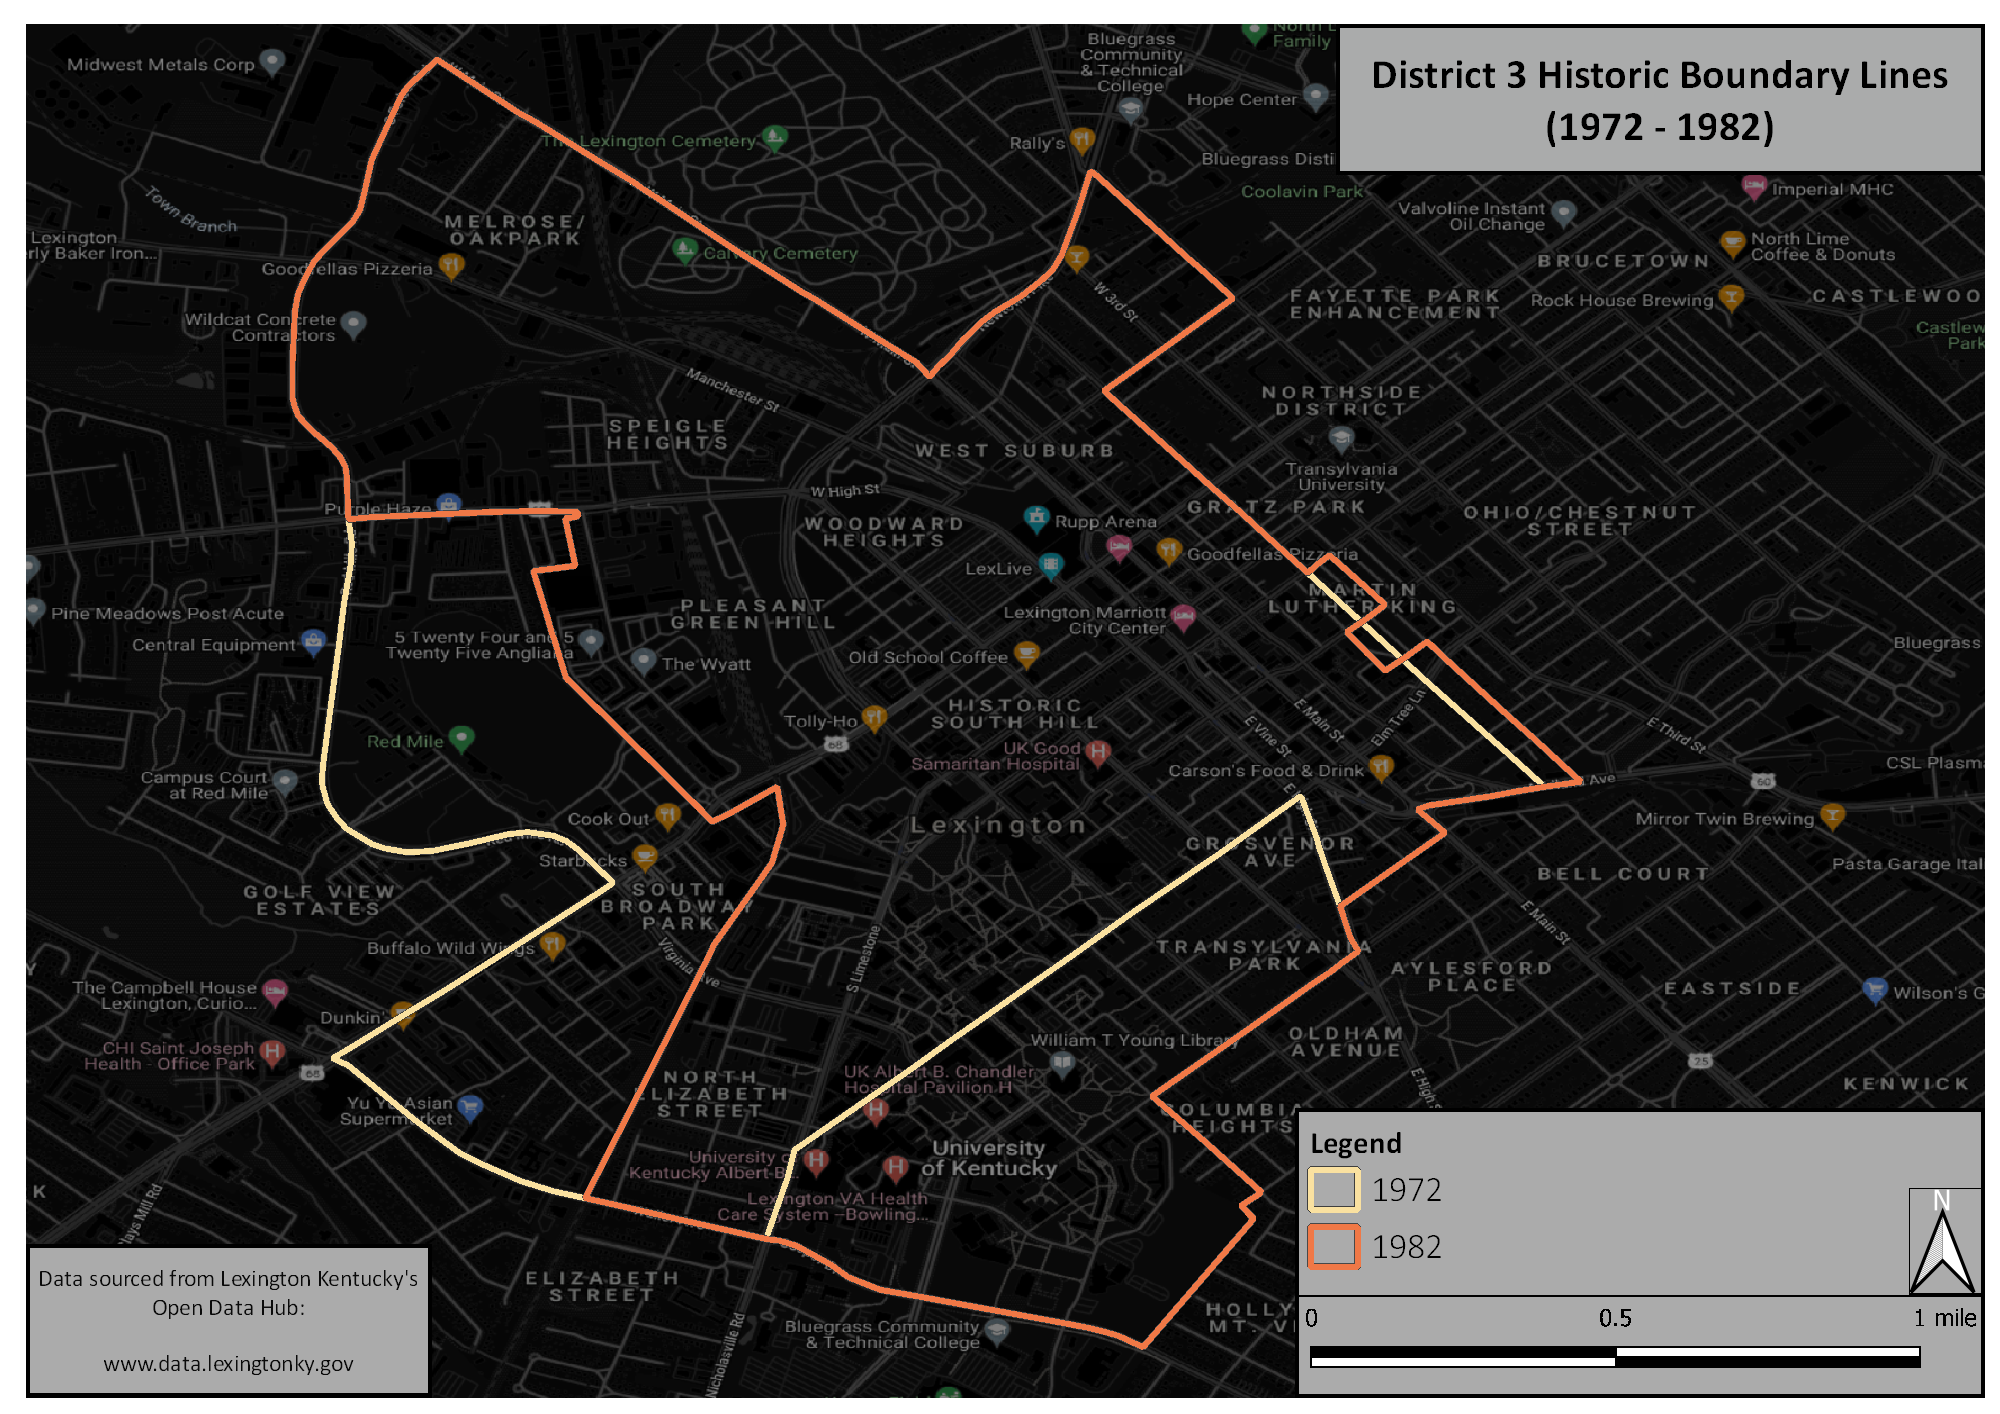 District 3 Historic Boundary Lines
(1972 - 1982)
Midwest Metals Corp
Bluegrass
Community
& Technical
College
Family
Hope Center
The Lexington Cemetery
Rally's
Bluegrass Disti
Coolavin Park
Imperial MHC
Valvoline Instant
Oil Change
North Lime
Coffee & Donuts
Town Branch
MELROSE/
OAKPARK
Lexington
rly Baker Iron...
Calvary Cemetery
Goodfellas Pizzeria
BRUCETOWN
W 3rd St
FAYETTE PARK
ENHANCEMENT
Rock House Brewing
CASTLEWOO
Wildcat Concrete
Contractors
Castlew
Park
Manchester St
NORTHSIDE
DISTRICT
SPEIGLE
HEIGHTS
WEST SUBURB
Transylvania
University
W High St
Purple Haze
GRATZ PARK
OHIO/CHESTNUT
STREET
WOODWARD
HEIGHTS
Rupp Arena
Goodfellas Pizzeria
LexLive
MARTIN
LUTHER KING
Pine Meadows Post Acute
PLEASANT
GREEN HILL
Lexington Marriott
City Center
Central Equipment
5 Twenty Four and 5
Twenty Five Angliana
The Wyatt
Old School Coffee
Bluegrass
HISTORIC
SOUTH HILL
Tolly-Ho
E Vine St
E Main St
Elm Tree Ln
E Third St
Red Mile
68
UK Good
Samaritan Hospital
Carson's Food & Drink
Ave
60
CSL Plasm
Campus Court
at Red Mile
Cook Out
Lexington
Mirror Twin Brewing
Starbucks
GROSVENOR
AVE
Pasta Garage Ital
GOLF VIEW
ESTATES
SOUTH
BROADWAY
PARK
BELL COURT
E Main St
Buffalo Wild Wings
Virginia Ave
S Limestone
TRANSYLVANIA
PARK
AYLESFORD
PLACE
EASTSIDE
Wilson's G
The Campbell House
Lexington, Curio...
Dunkin'
William T Young Library
OLDHAM
AVENUE
CHI Saint Joseph
Health - Office Park
68
25
NORTH
ELIZABETH
STREET
UK Albert B. Chandler
Hospital Pavilion H
E High S
KENWICK
Yu Yu Asian
Supermarket
COLUMBIA
HEIGHTS
University o
Kentucky Albert B...
University
of Kentucky
Lexington VA Health
Care System –Bowling...
K
ays Mill Rd
ELIZABETH
STREET
Nicholasville Rd
Bluegrass Community
& Technical College
HOLLY
MT. V
Legend
1972
1982
N
0 0.5 1 mile
Data sourced from Lexington Kentucky's
Open Data Hub:
www.data.lexingtonky.gov